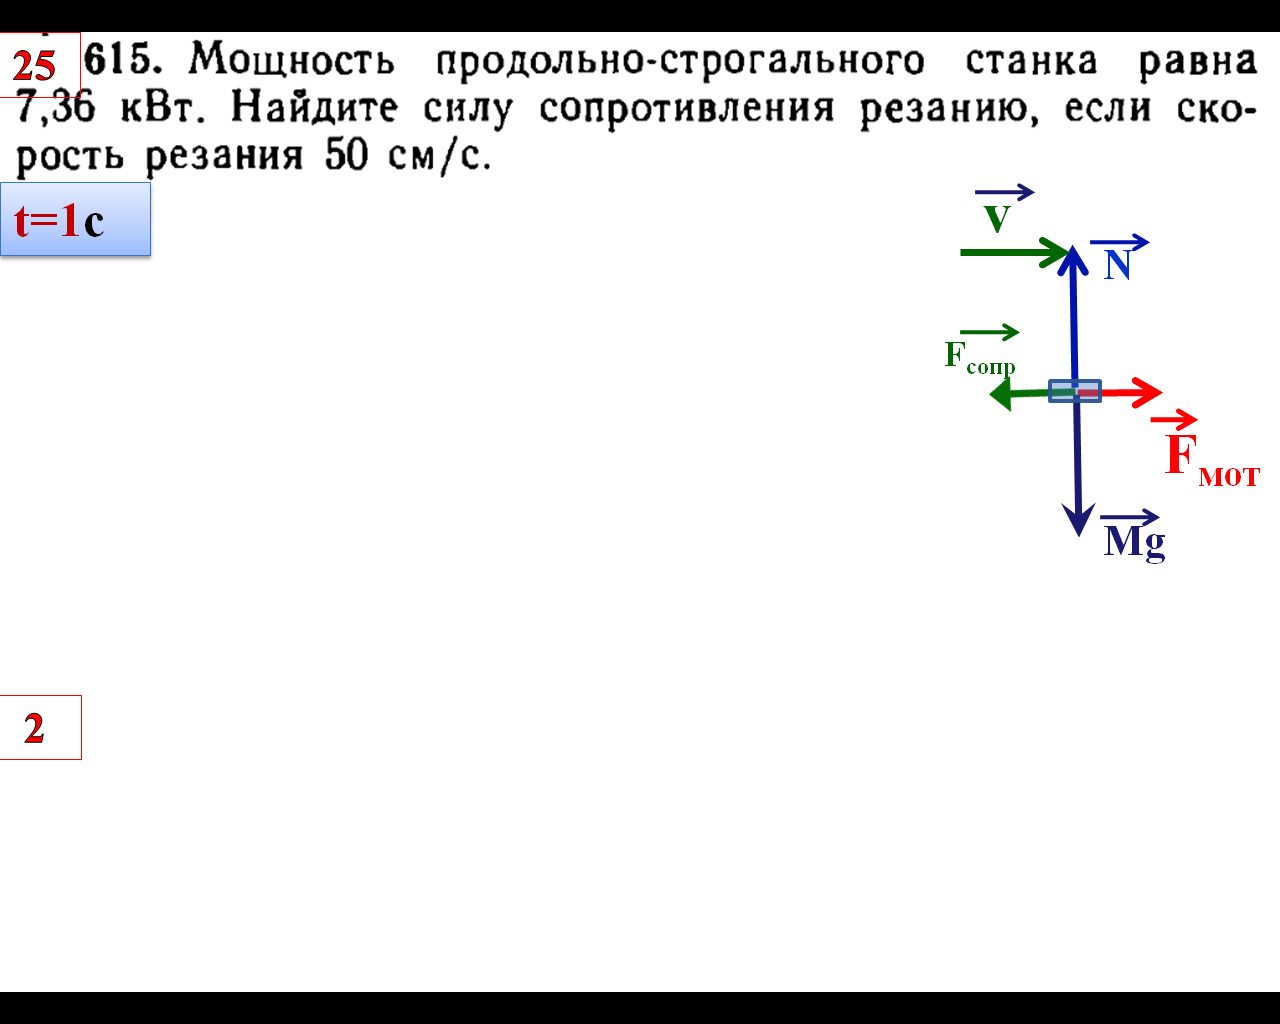 25
615. Мощность продольно-строгального станка равна
7,36 кВт. Найдите силу сопротивления резанию, если ско-
рость резания 50 см/с.
t=1с
V
N
Fсопр
Fмот
Mg
2